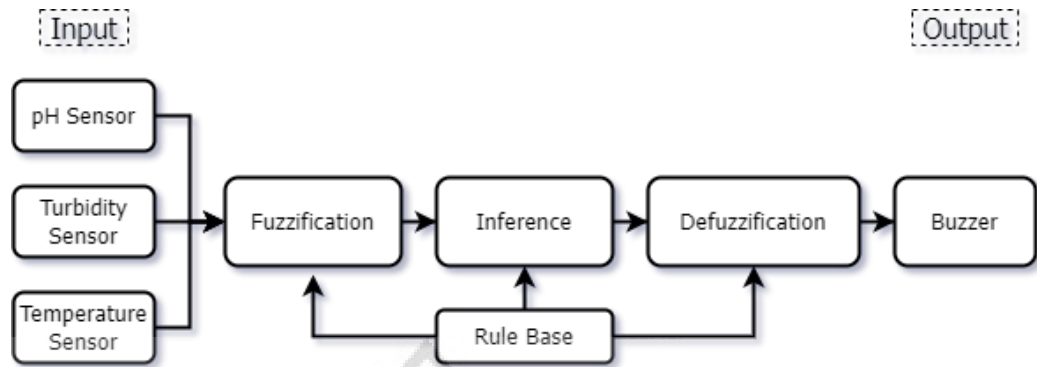 Input
Output
pH Sensor
Turbidity
Sensor
Temperature
Sensor
Fuzzification
Inference
Defuzzification
Buzzer
Rule Base